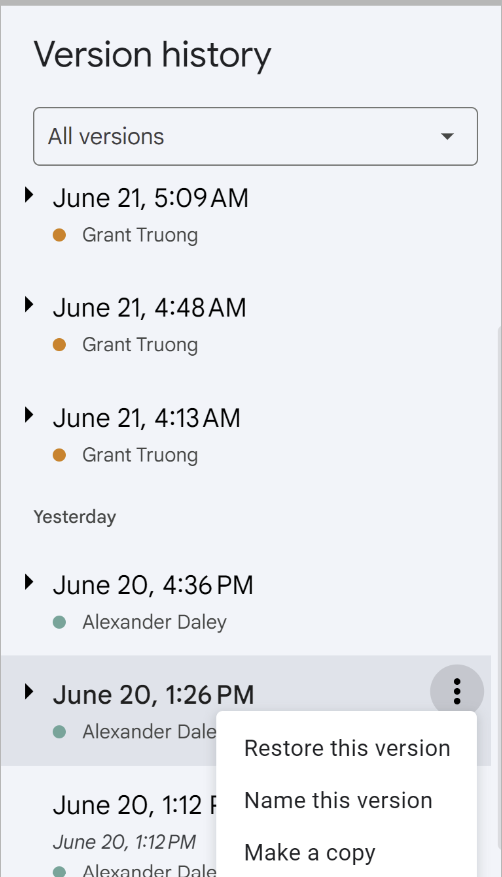 Version history
All versions
June 21, 5:09 AM
Grant Truong
June 21, 4:48 AM
Grant Truong
June 21, 4:13 AM
Grant Truong
Yesterday
June 20, 4:36 PM
Alexander Daley
June 20, 1:26 PM
Alexander Dale
Restore this version
June 20, 1:12 P
Name this version
June 20, 1:12 PM
Make a copy
Alexander Dale